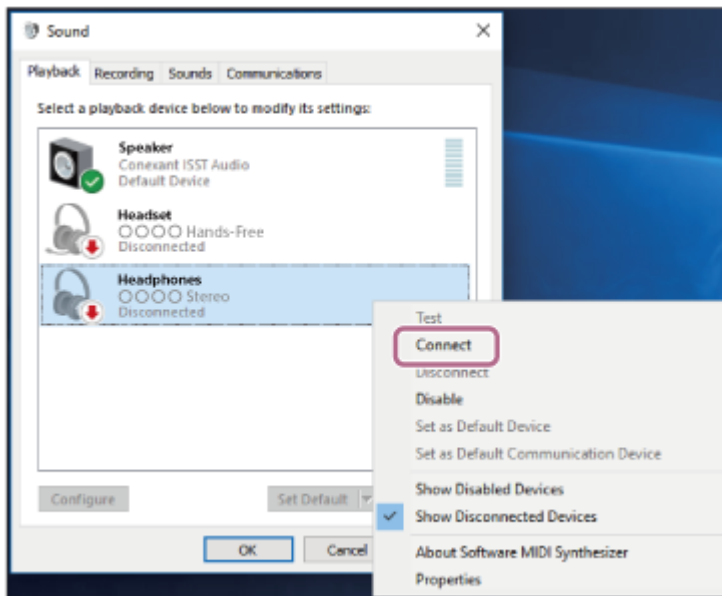 Sound
Playback Recording Sounds Communications
Select a playback device below to modify its settings:
Speaker
Conexant ISST Audio
Default Device
Headset
○○○○ Hands-Free
Disconnected
Headphones
○○○○ Stereo
Disconnected
Test
Connect
Disconnect
Disable
Set as Default Device
Set as Default Communication Device
Show Disabled Devices
Show Disconnected Devices
About Software MIDI Synthesizer
Properties
Configure Set Default
OK Cancel